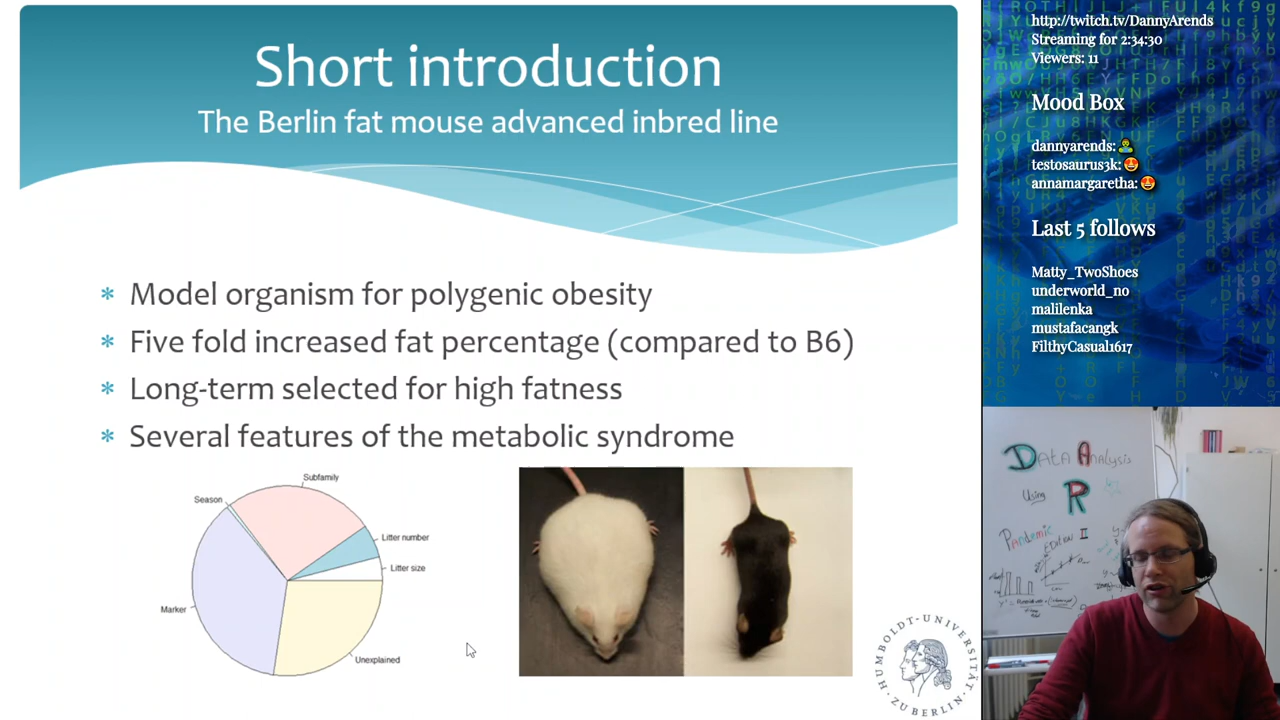 Short introduction
The Berlin fat mouse advanced inbred line
* Model organism for polygenic obesity
* Five fold increased fat percentage (compared to B6)
* Long-term selected for high fatness
* Several features of the metabolic syndrome
Subfamily
Season
Litter number
Litter size
Marker
Unexplained
HUMBOLDT-UNIVERSITÄT
ZU BERLIN
http://twitch.tv/DannyArends
Streaming for 2:34:30
Viewers: 11
Mood Box
dannyarends:
testosaurus3k:
annamargaretha:
Last 5 follows
Matty_TwoShoes
underworld_no
malilenka
mustafacangk
FilthyCasual1617
Data Analysis
Using R
Pandemic
Edition II